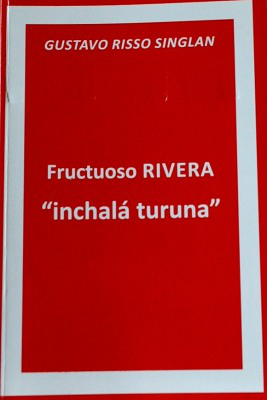 GUSTAVO RISSO SINGLAN
Fructuoso RIVERA
“inchalá turuna”